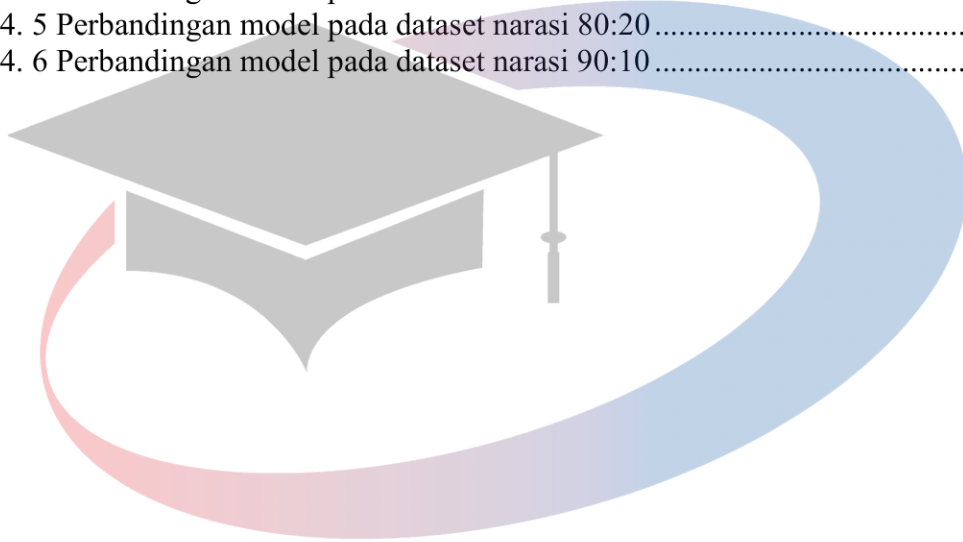 4. 5 Perbandingan model pada dataset narasi 80:20 ......................................
4. 6 Perbandingan model pada dataset narasi 90:10 ......................................